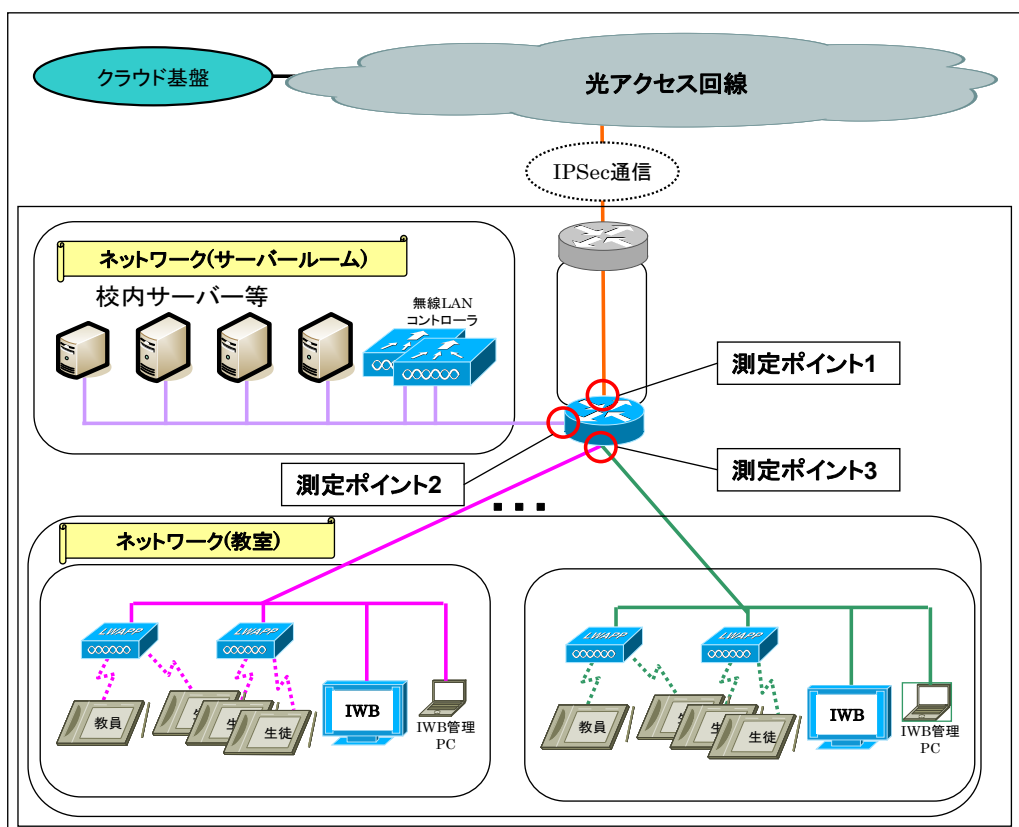 クラウド基盤
光アクセス回線
IPSec通信
ネットワーク(サーバールーム)
校内サーバー等
無線LAN
コントローラ
測定ポイント1
測定ポイント2
測定ポイント3
...
ネットワーク(教室)
LWAPP
LWAPP
教員
生
生
生徒
IWB
IWB管理
PC
LWAPP
LWAPP
教員
生
生
生徒
IWB
IWB管理
PC